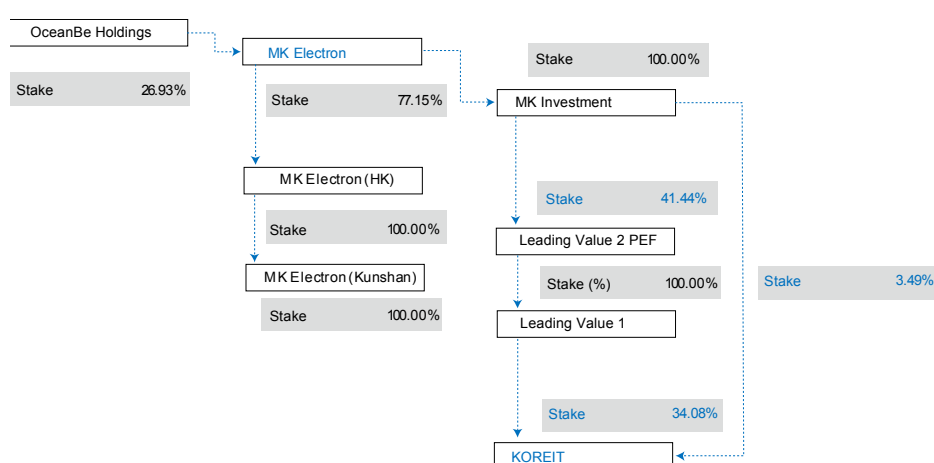 OceanBe Holdings
MK Electron
Stake 26.93%
Stake 77.15%
Stake 100.00%
MK Investment
MK Electron (HK)
Stake 41.44%
Stake 100.00%
Leading Value 2 PEF
MK Electron (Kunshan)
Stake (%) 100.00%
Stake 3.49%
Stake 100.00%
Leading Value 1
Stake 34.08%
KOREIT